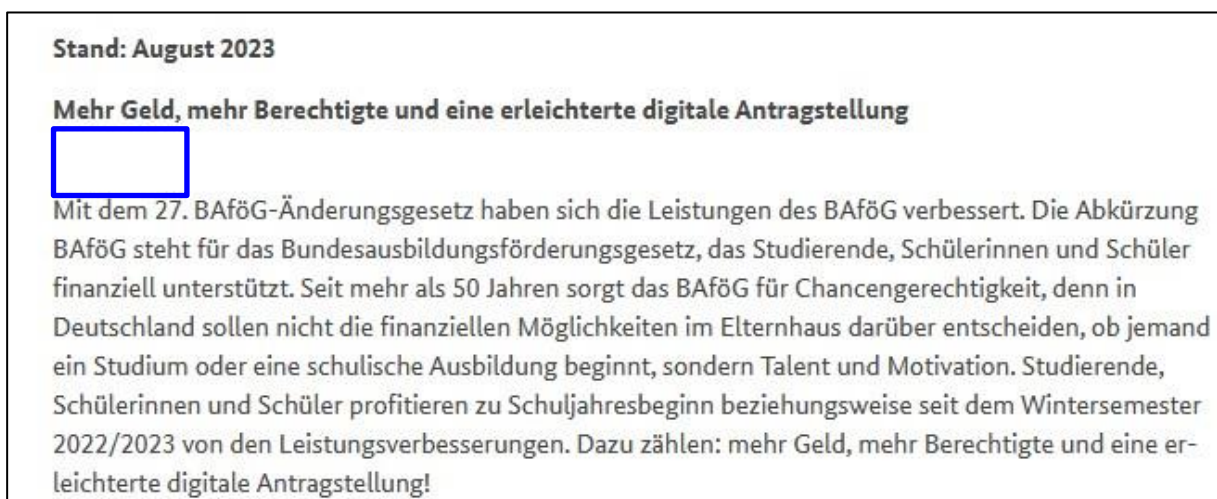 Stand: August 2023
Mehr Geld, mehr Berechtigte und eine erleichterte digitale Antragstellung
Mit dem 27. BAföG-Änderungsgesetz haben sich die Leistungen des BAföG verbessert. Die Abkürzung
BAföG steht für das Bundesausbildungsförderungsgesetz, das Studierende, Schülerinnen und Schüler
finanziell unterstützt. Seit mehr als 50 Jahren sorgt das BAföG für Chancengerechtigkeit, denn in
Deutschland sollen nicht die finanziellen Möglichkeiten im Elternhaus darüber entscheiden, ob jemand
ein Studium oder eine schulische Ausbildung beginnt, sondern Talent und Motivation. Studierende,
Schülerinnen und Schüler profitieren zu Schuljahresbeginn beziehungsweise seit dem Wintersemester
2022/2023 von den Leistungsverbesserungen. Dazu zählen: mehr Geld, mehr Berechtigte und eine er-
leichterte digitale Antragstellung!